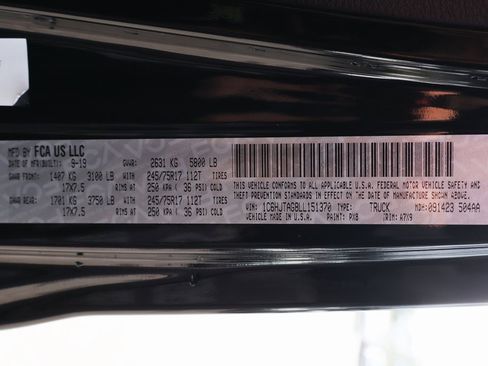 MFD BY FCA US LLC
DATE OF MFR(BUILT): 9-19 GVWR: 2631 KG 5800 LB
GAWR FRONT: 1407 KG 3100 LB WITH 245/75R17 112T TIRES
17X7.5 RIMS AT 250 KPA ( 36 PSI) COLD
GAWR REAR: 1701 KG 3750 LB WITH 245/75R17 112T TIRES
17X7.5 RIMS AT 250 KPA ( 36 PSI) COLD
THIS VEHICLE CONFORMS TO ALL APPLICABLE U.S.A. FEDERAL MOTOR VEHICLE SAFETY AND
THEFT PREVENTION STANDARDS IN EFFECT ON THE DATE OF MANUFACTURE SHOWN ABOVE.
VIN: 1C6HJTAG8LL151370 TYPE: TRUCK MDH: 091423 504AA
VEHICLE MADE IN U.S.A. PAINT: PX8 TRIM: A7X9